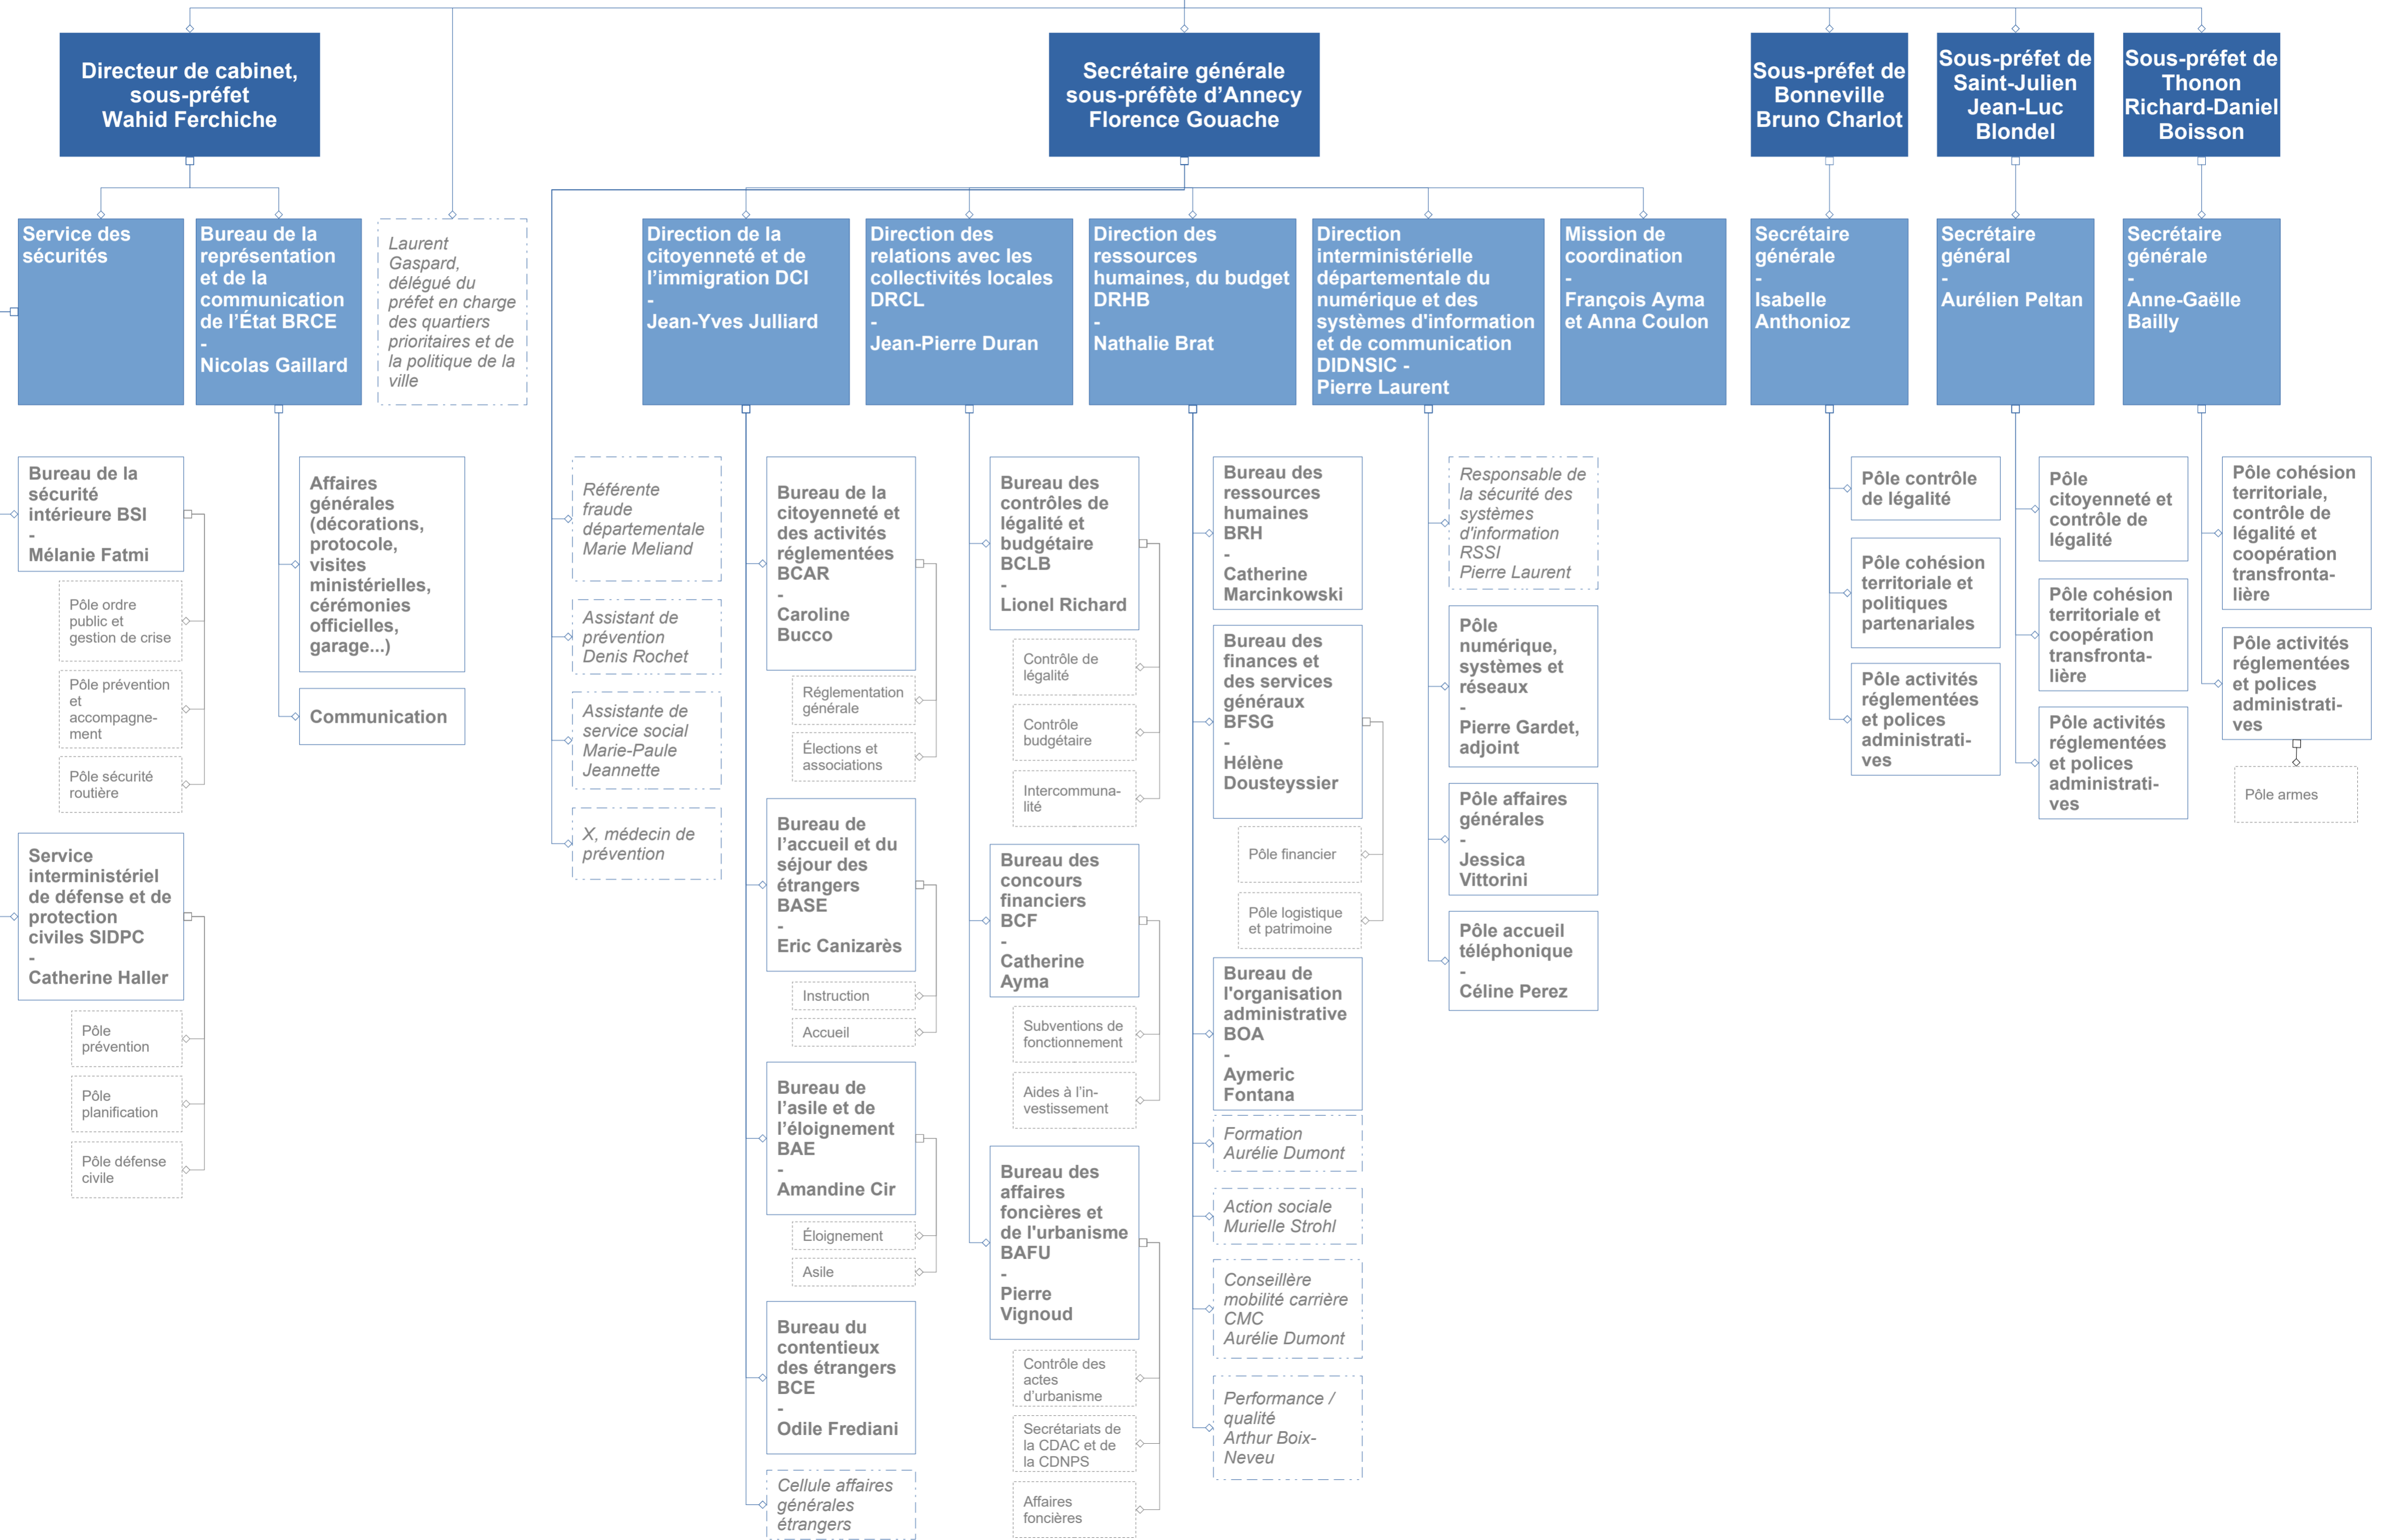 Directeur de cabinet,
sous-préfet
Wahid Ferchiche
Secrétaire générale
sous-préfète d’Annecy
Florence Gouache
Sous-préfet de
Bonneville
Bruno Charlot
Sous-préfet de
Saint-Julien
Jean-Luc
Blondel
Sous-préfet de
Thonon
Richard-Daniel
Boisson
Service des
sécurités
Bureau de la
représentation
et de la
communication
de l’État BRCE
-
Nicolas Gaillard
Laurent
Gaspard,
délégué du
préfet en charge
des quartiers
prioritaires et de
la politique de la
ville
Direction de la
citoyenneté et de
l’immigration DCI
-
Jean-Yves Julliard
Direction des
relations avec les
collectivités locales
DRCL
-
Jean-Pierre Duran
Direction des
ressources
humaines, du budget
DRHB
-
Nathalie Brat
Direction
interministérielle
départementale du
numérique et des
systèmes d'information
et de communication
DIDNSIC -
Pierre Laurent
Mission de
coordination
-
François Ayma
et Anna Coulon
Secrétaire
générale
-
Isabelle
Anthonioz
Secrétaire
général
-
Aurélien Peltan
Secrétaire
générale
-
Anne-Gaëlle
Bailly
Bureau de la
sécurité
intérieure BSI
-
Mélanie Fatmi
Pôle ordre
public et
gestion de crise
Pôle prévention
et
accompagne-
ment
Pôle sécurité
routière
Service
interministériel
de défense et de
protection
civiles SIDPC
-
Catherine Haller
Pôle
prévention
Pôle
planification
Pôle défense
civile
Affaires
générales
(décorations,
protocole,
visites
ministérielles,
cérémonies
officielles,
garage...)
Communication
Référente
fraude
départementale
Marie Meliand
Assistant de
prévention
Denis Rochet
Assistante de
service social
Marie-Paule
Jeannette
X, médecin de
prévention
Bureau de la
citoyenneté et
des activités
réglementées
BCAR
-
Caroline
Bucco
Réglementation
générale
Élections et
associations
Bureau de
l’accueil et du
séjour des
étrangers
BASE
-
Eric Canizarès
Instruction
Accueil
Bureau de
l’asile et de
l’éloignement
BAE
-
Amandine Cir
Éloignement
Asile
Bureau du
contentieux
des étrangers
BCE
-
Odile Frediani
Cellule affaires
générales
étrangers
Bureau des
contrôles de
légalité et
budgétaire
BCLB
-
Lionel Richard
Contrôle de
légalité
Contrôle
budgétaire
Intercommuna-
lité
Bureau des
concours
financiers
BCF
-
Catherine
Ayma
Subventions de
fonctionnement
Aides à l’in-
vestissement
Bureau des
affaires
foncières et
de l'urbanisme
BAFU
-
Pierre
Vignoud
Contrôle des
actes
d’urbanisme
Secrétariats de
la CDAC et de
la CDNPS
Affaires
foncières
Bureau des
ressources
humaines
BRH
-
Catherine
Marcinkowski
Bureau des
finances et
des services
généraux
BFSG
-
Hélène
Dousteyssier
Pôle financier
Pôle logistique
et patrimoine
Bureau de
l'organisation
administrative
BOA
-
Aymeric
Fontana
Formation
Aurélie Dumont
Action sociale
Murielle Strohl
Conseillère
mobilité carrière
CMC
Aurélie Dumont
Performance /
qualité
Arthur Boix-
Neveu
Responsable de
la sécurité des
systèmes
d'information
RSSI
Pierre Laurent
Pôle
numérique,
systèmes et
réseaux
-
Pierre Gardet,
adjoint
Pôle affaires
générales
-
Jessica
Vittorini
Pôle accueil
téléphonique
-
Céline Perez
Pôle contrôle
de légalité
Pôle cohésion
territoriale et
politiques
partenariales
Pôle activités
réglementées
et polices
administrati-
ves
Pôle
citoyenneté et
contrôle de
légalité
Pôle cohésion
territoriale et
coopération
transfronta-
lière
Pôle activités
réglementées
et polices
administrati-
ves
Pôle cohésion
territoriale,
contrôle de
légalité et
coopération
transfronta-
lière
Pôle activités
réglementées
et polices
administrati-
ves
Pôle armes